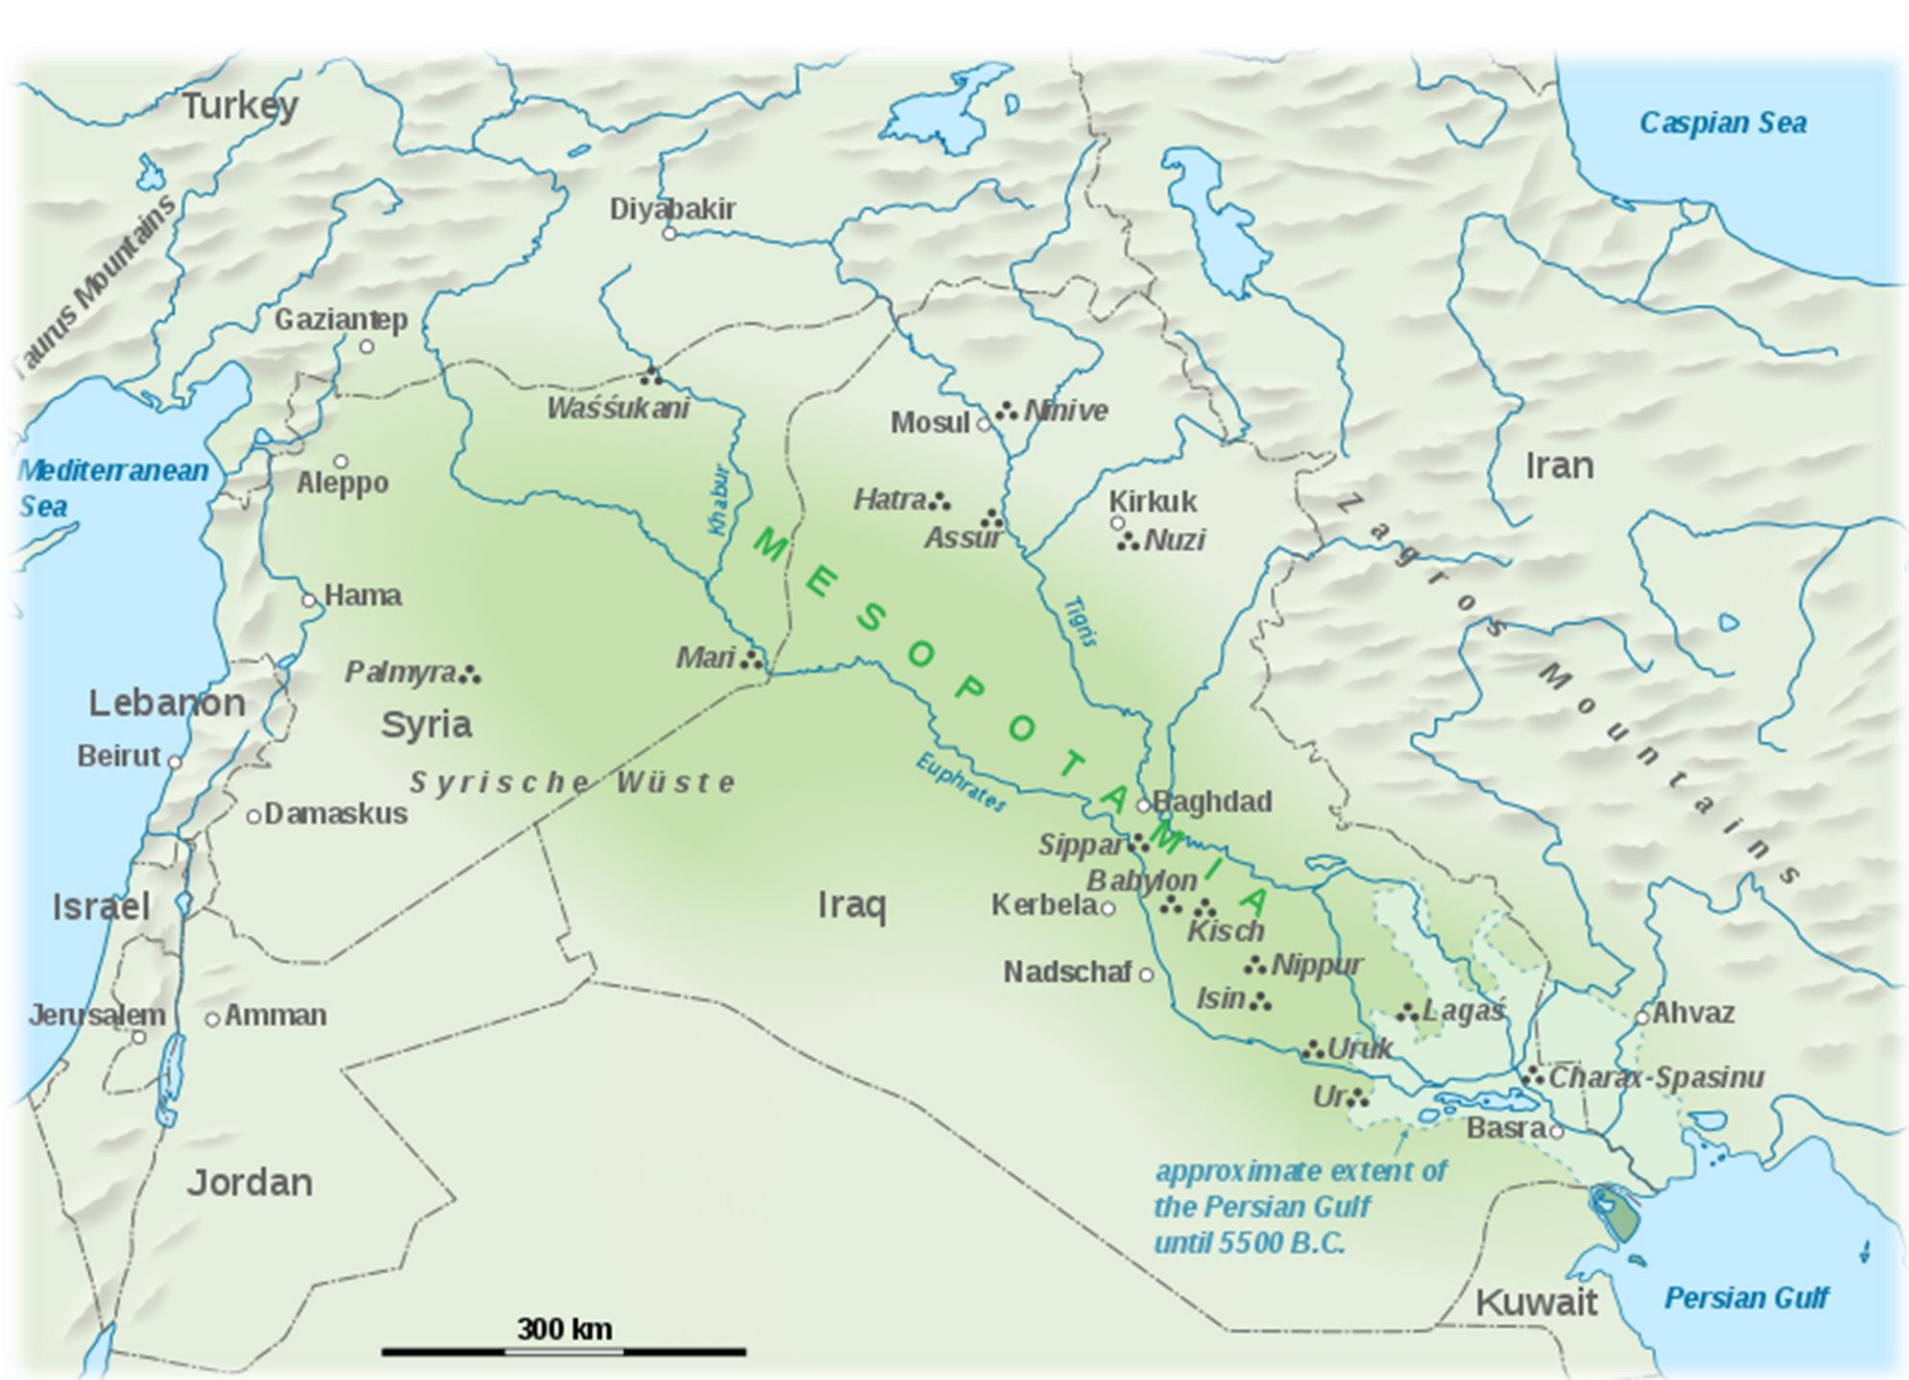 Turkey
Caspian Sea
Taurus Mountains
Diyabakir
Gaziantep
Waśśukani
Mosul
Ninive
Mediterranean
Sea
Aleppo
Khabur
Hatra
Assur
Kirkuk
Nuzi
Iran
Zagros Mountains
MESOPOTAMIA
Hama
Tigris
Palmyra
Mari
Lebanon
Syria
Beirut
Syrische Wüste
Euphrates
Damaskus
Baghdad
Sippar
Babylon
Israel
Iraq
Kerbela
Kisch
Nadschaf
Nippur
Isin
Jerusalem
Amman
Lagaś
Ahvaz
Uruk
Charax-Spasinu
Ur
Basra
approximate extent of
the Persian Gulf
until 5500 B.C.
Jordan
Kuwait
Persian Gulf
300 km